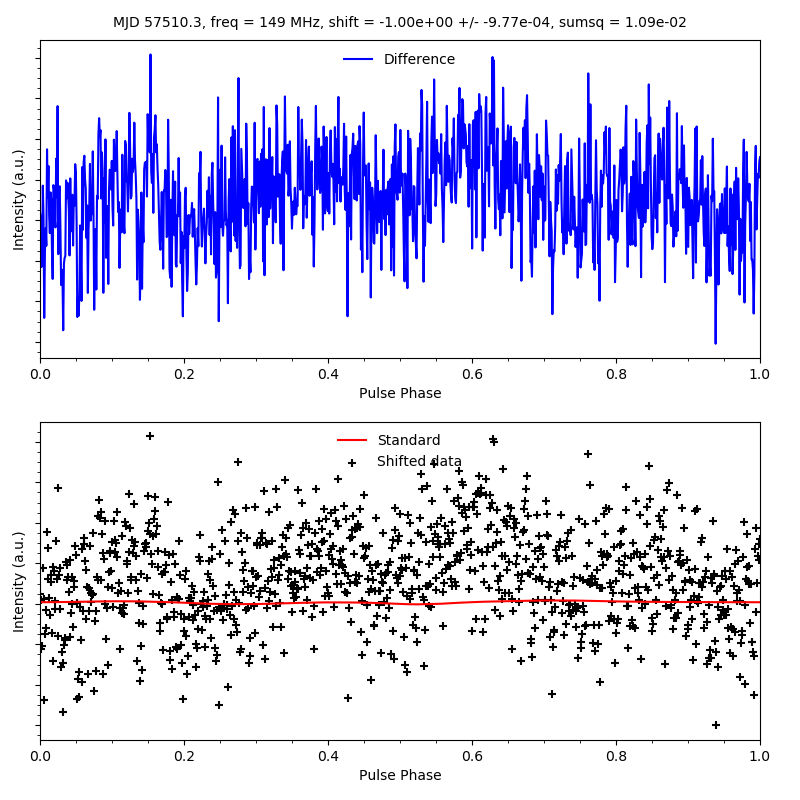 MJD 57510.3, freq = 149 MHz, shift = -1.00e+00 +/- -9.77e-04, sumsq = 1.09e-02
Difference
Intensity (a.u.)
0.0 0.2 0.4 0.6 0.8 1.0
Pulse Phase
Standard
Shifted data
Intensity (a.u.)
0.0 0.2 0.4 0.6 0.8 1.0
Pulse Phase